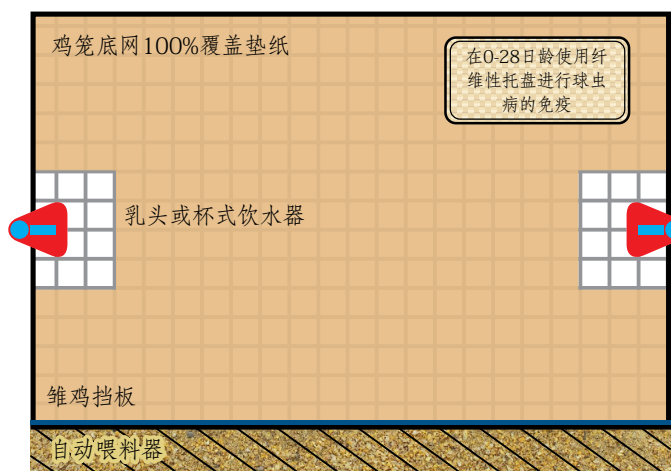 鸡笼底网100%覆盖垫纸
在0-28日龄使用纤
维性托盘进行球虫
病的免疫
乳头或杯式饮水器
雏鸡挡板
自动喂料器